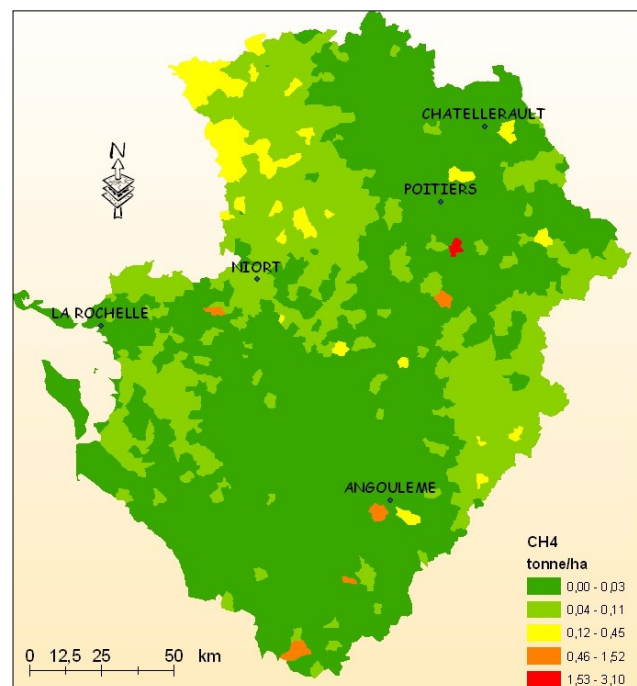 CHATELLERAULT
N
POITIERS
NIORT
LA ROCHELLE
ANGOULEME
CH4
tonne/ha
0,00 - 0,03
0,04 - 0,11
0,12 - 0,45
0,46 - 1,52
1,53 - 3,10
0 12,5 25 50 km